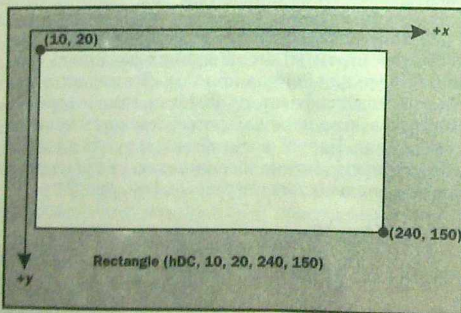 +x
(10, 20)
(240, 150)
Rectangle (hDC, 10, 20, 240, 150)
+y